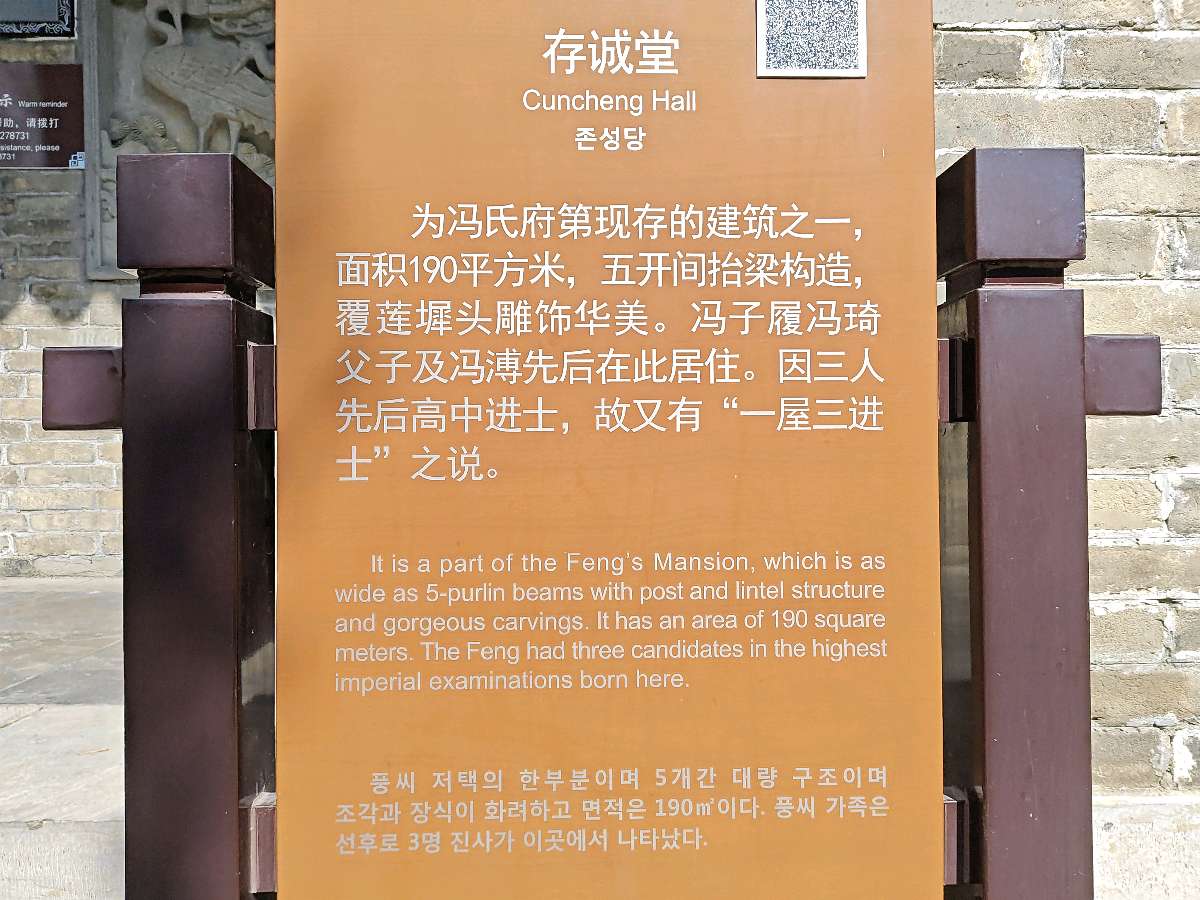 存诚堂
Cuncheng Hall
존성당
为冯氏府第现存的建筑之一，
面积190平方米，五开间抬梁构造，
覆莲墀头雕饰华美。冯子履冯琦
父子及冯溥先后在此居住。因三人
先后高中进士，故又有“一屋三进
士”之说。
It is a part of the Feng's Mansion, which is as
wide as 5-purlin beams with post and lintel structure
and gorgeous carvings. It has an area of 190 square
meters. The Feng had three candidates in the highest
imperial examinations born here.
풍씨 저택의 한부분이며 5개간 대량 구조이며
조각과 장식이 화려하고 면적은 190㎡이다. 풍씨 가족은
선후로 3명 진사가 이곳에서 나타났다.
示 Warm reminder
助，请拨打
278731
sistance, please
8731